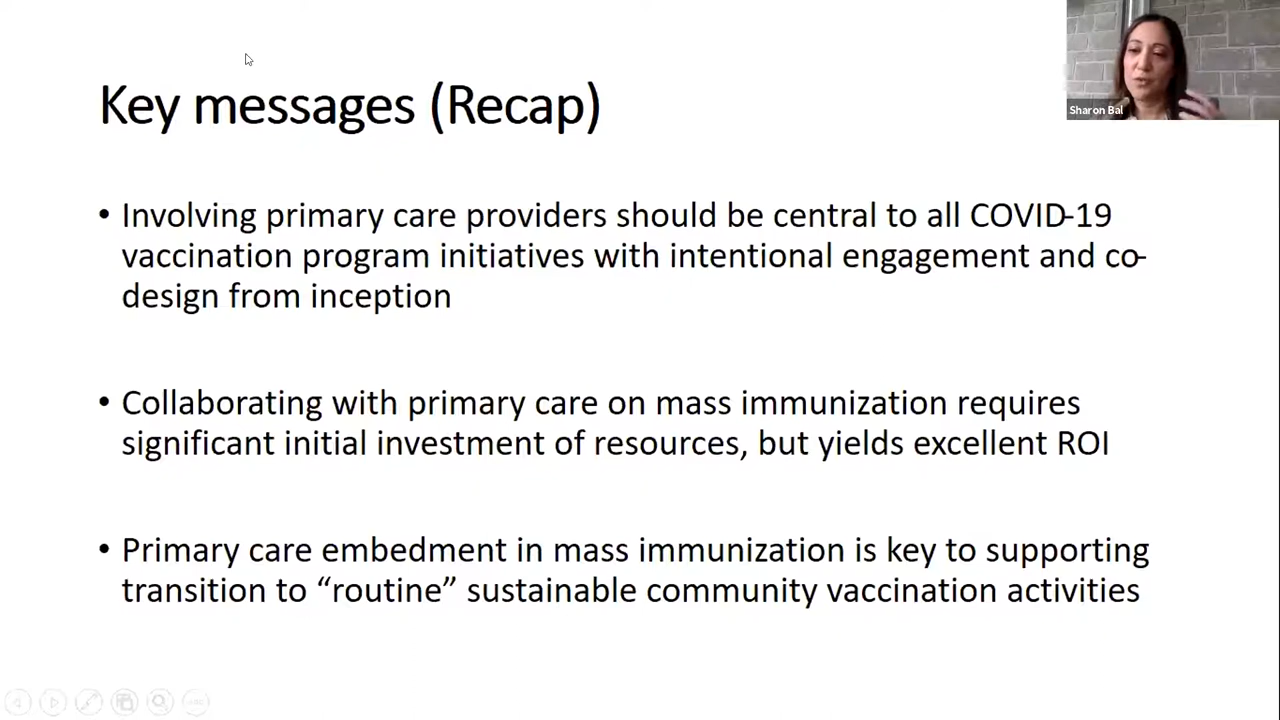 Key messages (Recap)
Sharon Bal
• Involving primary care providers should be central to all COVID-19
vaccination program initiatives with intentional engagement and co-
design from inception
• Collaborating with primary care on mass immunization requires
significant initial investment of resources, but yields excellent ROI
• Primary care embedment in mass immunization is key to supporting
transition to “routine” sustainable community vaccination activities